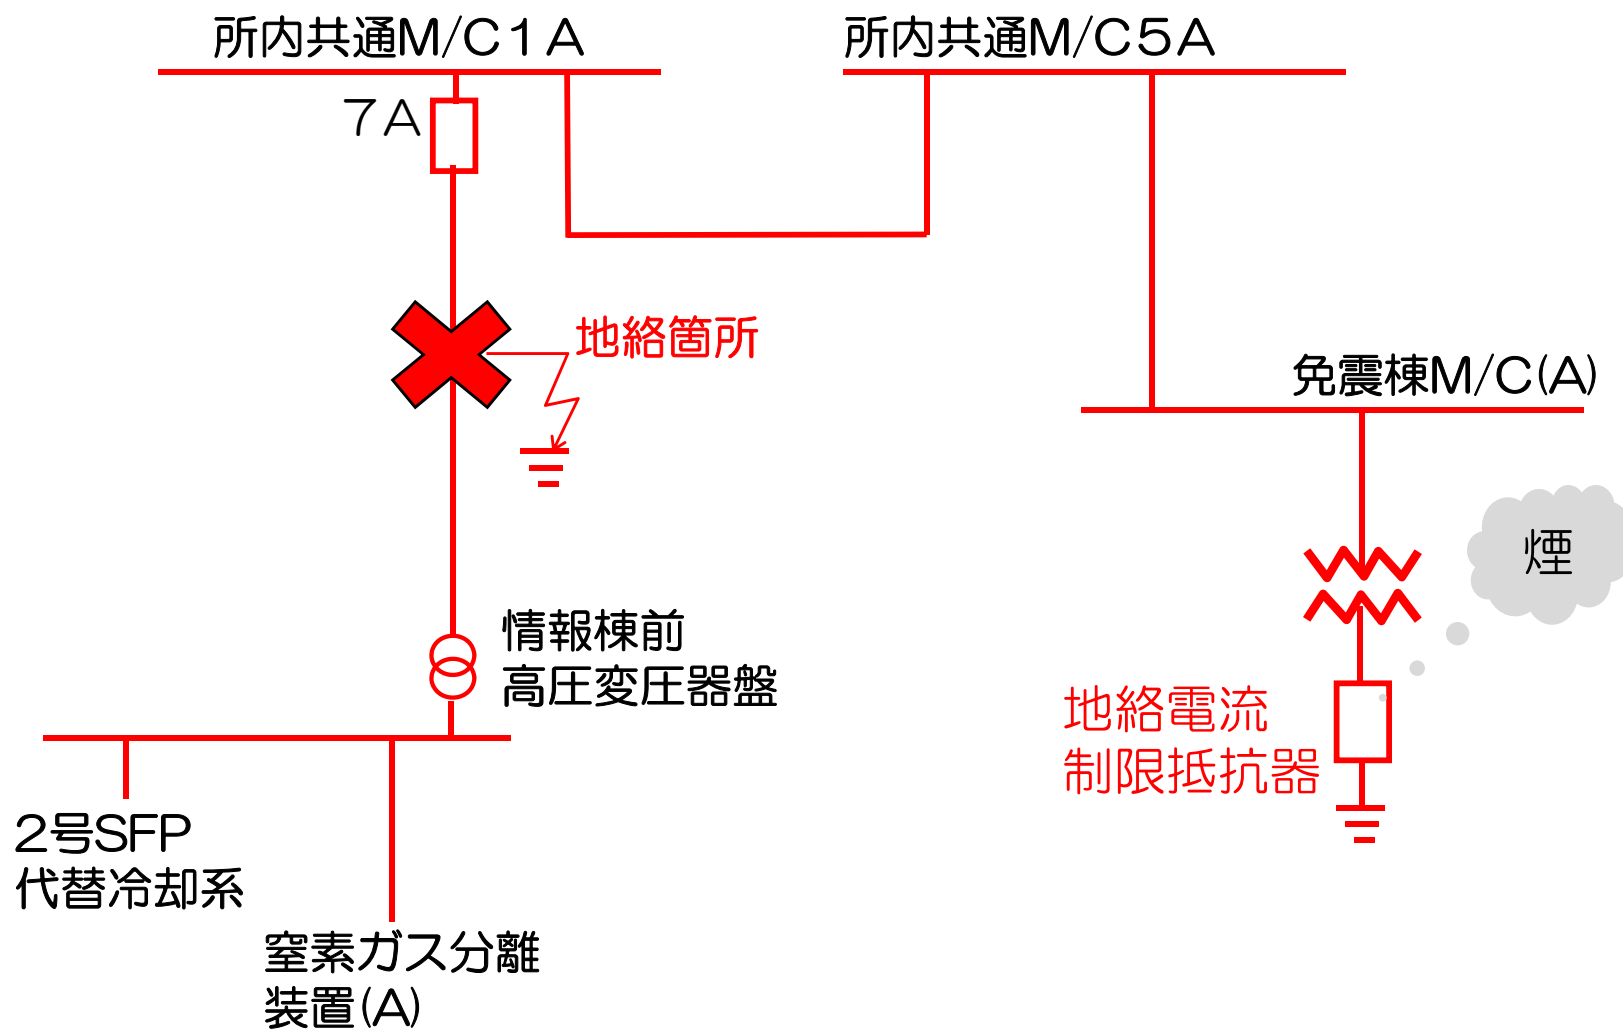 所内共通M/C1A
所内共通M/C5A
7A
地絡箇所
免震棟M/C(A)
煙
情報棟前
高圧変圧器盤
地絡電流
制限抵抗器
2号SFP
代替冷却系
窒素ガス分離
装置(A)